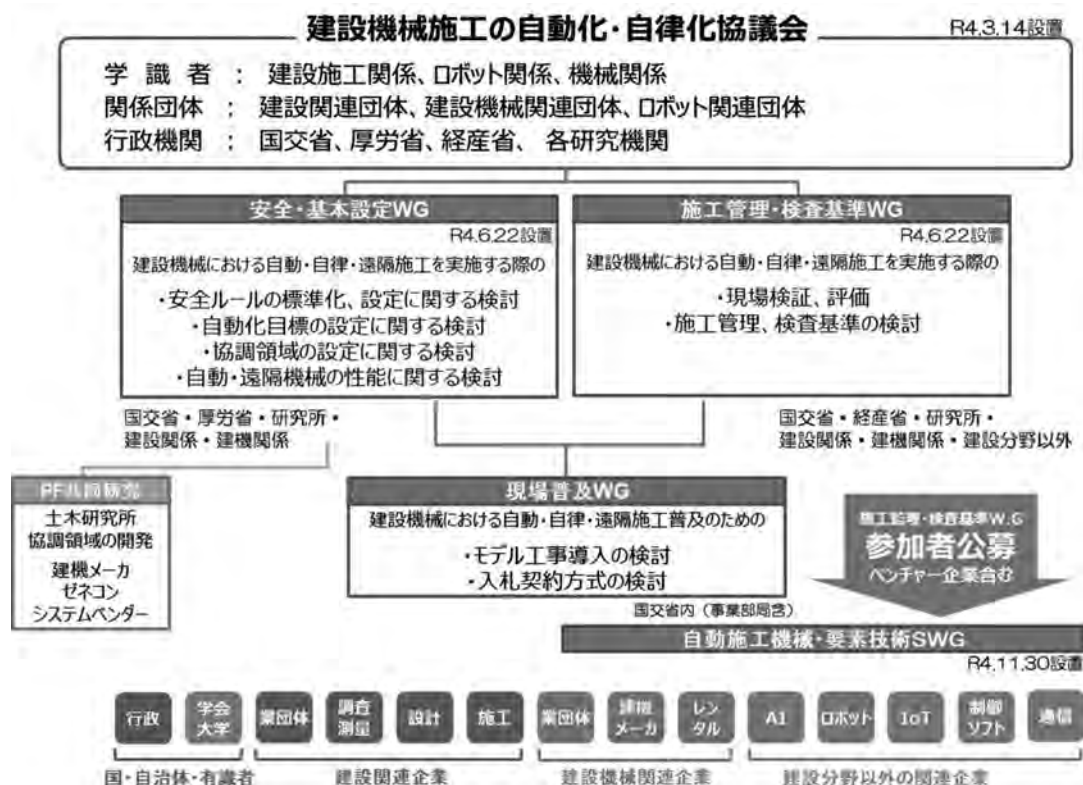 建設機械施工の自動化・自律化協議会
R4.3.14設置
学識者 : 建設施工関係、ロボット関係、機械関係
関係団体 : 建設関連団体、建設機械関連団体、ロボット関連団体
行政機関 : 国交省、厚労省、経産省、 各研究機関
安全・基本設定WG
R4.6.22設置
建設機械における自動・自律・遠隔施工を実施する際の
・安全ルールの標準化、設定に関する検討
・自動化目標の設定に関する検討
・協調領域の設定に関する検討
・自動・遠隔機械の性能に関する検討
国交省・厚労省・研究所・
建設関係・建機関係
施工管理・検査基準WG
R4.6.22設置
建設機械における自動・自律・遠隔施工を実施する際の
・現場検証、評価
・施工管理、検査基準の検討
国交省・経産省・研究所・
建設関係・建機関係・建設分野以外
PF共同研究
土木研究所
協調領域の開発
建機メーカ
ゼネコン
システムベンダー
現場普及WG
建設機械における自動・自律・遠隔施工普及のための
・モデル工事導入の検討
・入札契約方式の検討
国交省内（事業部局含）
施工管理・検査基準W.G
参加者公募
ベンチャー企業含む
自動施工機械・要素技術SWG
R4.11.30設置
行政
学会
大学
業団体
調査
測量
設計
施工
業団体
建機
メーカ
レン
タル
AI
ロボット
IoT
制御
ソフト
通信
国・自治体・有識者
建設関連企業
建設機械関連企業
建設分野以外の関連企業